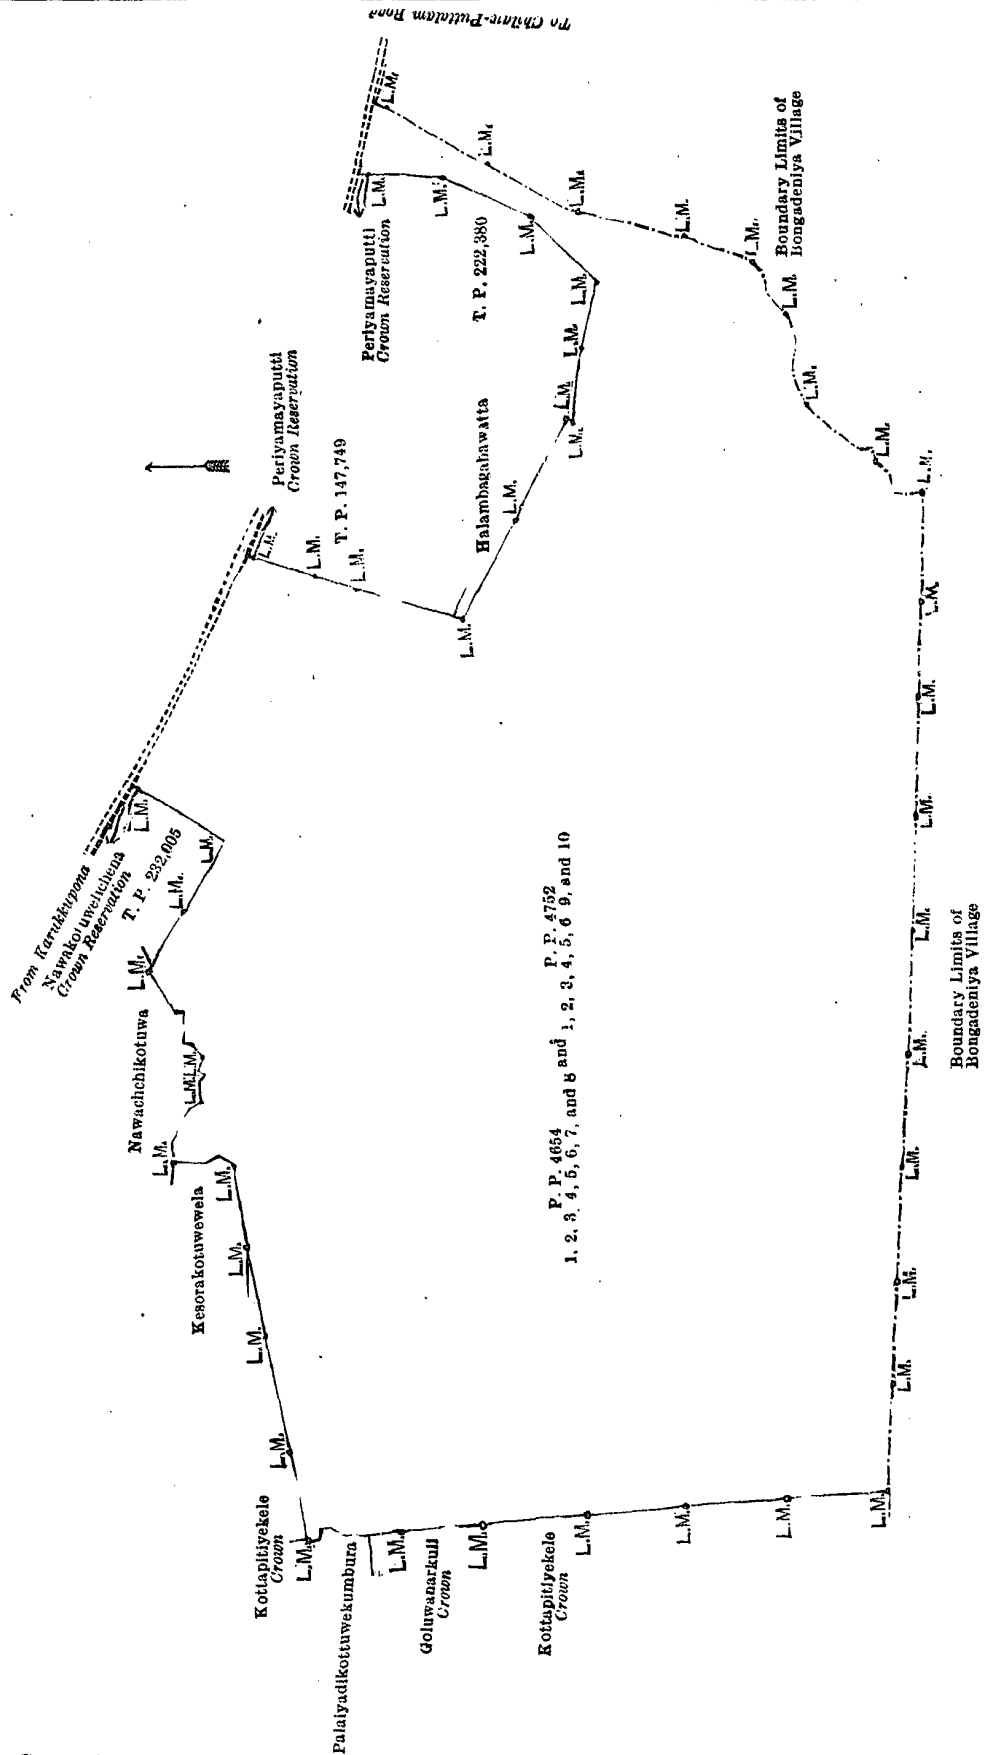 To Chilaw-Puttalam Road
L.M.
L.M.
L.M.
L.M.
L.M.
L.M.
L.M.
L.M.
L.M.
L.M.
Boundary Limits of
Bongadeniya Village
Periyamayaputti
Crown Reservation
L.M.
L.M.
L.M.
T. P. 222,380
L.M.
L.M.
L.M.
L.M.
L.M.
Halambagahawatta
L.M.
Periyamayaputti
Crown Reservation
L.M.
L.M.
T. P. 147,749
L.M.
From Karukkupona
Nawakotuwehchena
Crown Reservation
T. P. 232,005
L.M.
L.M.
L.M.
L.M.
Nawachchikotuwa
L.M.
L.M.
L.M.
Kesorakotuwewela
L.M.
L.M.
L.M.
L.M.
Kottapitiyekele
Crown
L.M.
Palaiyadikottuwekumbura
L.M.
Goluwanarkuli
Crown
L.M.
Kottapitiyekele
Crown
L.M.
L.M.
L.M.
L.M.
P. P. 4654
1, 2, 3, 4, 5, 6, 7, and 8 and
P. P. 4752
1, 2, 3, 4, 5, 6 9, and 10
L.M.
L.M.
L.M.
L.M.
L.M.
L.M.
L.M.
L.M.
Boundary Limits of
Bongadeniya Village